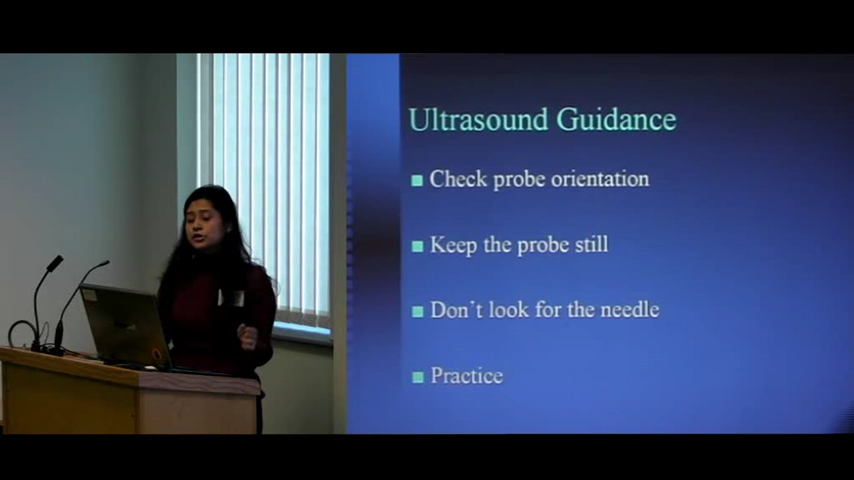 Ultrasound Guidance
Check probe orientation
Keep the probe still
Don't look for the needle
Practice